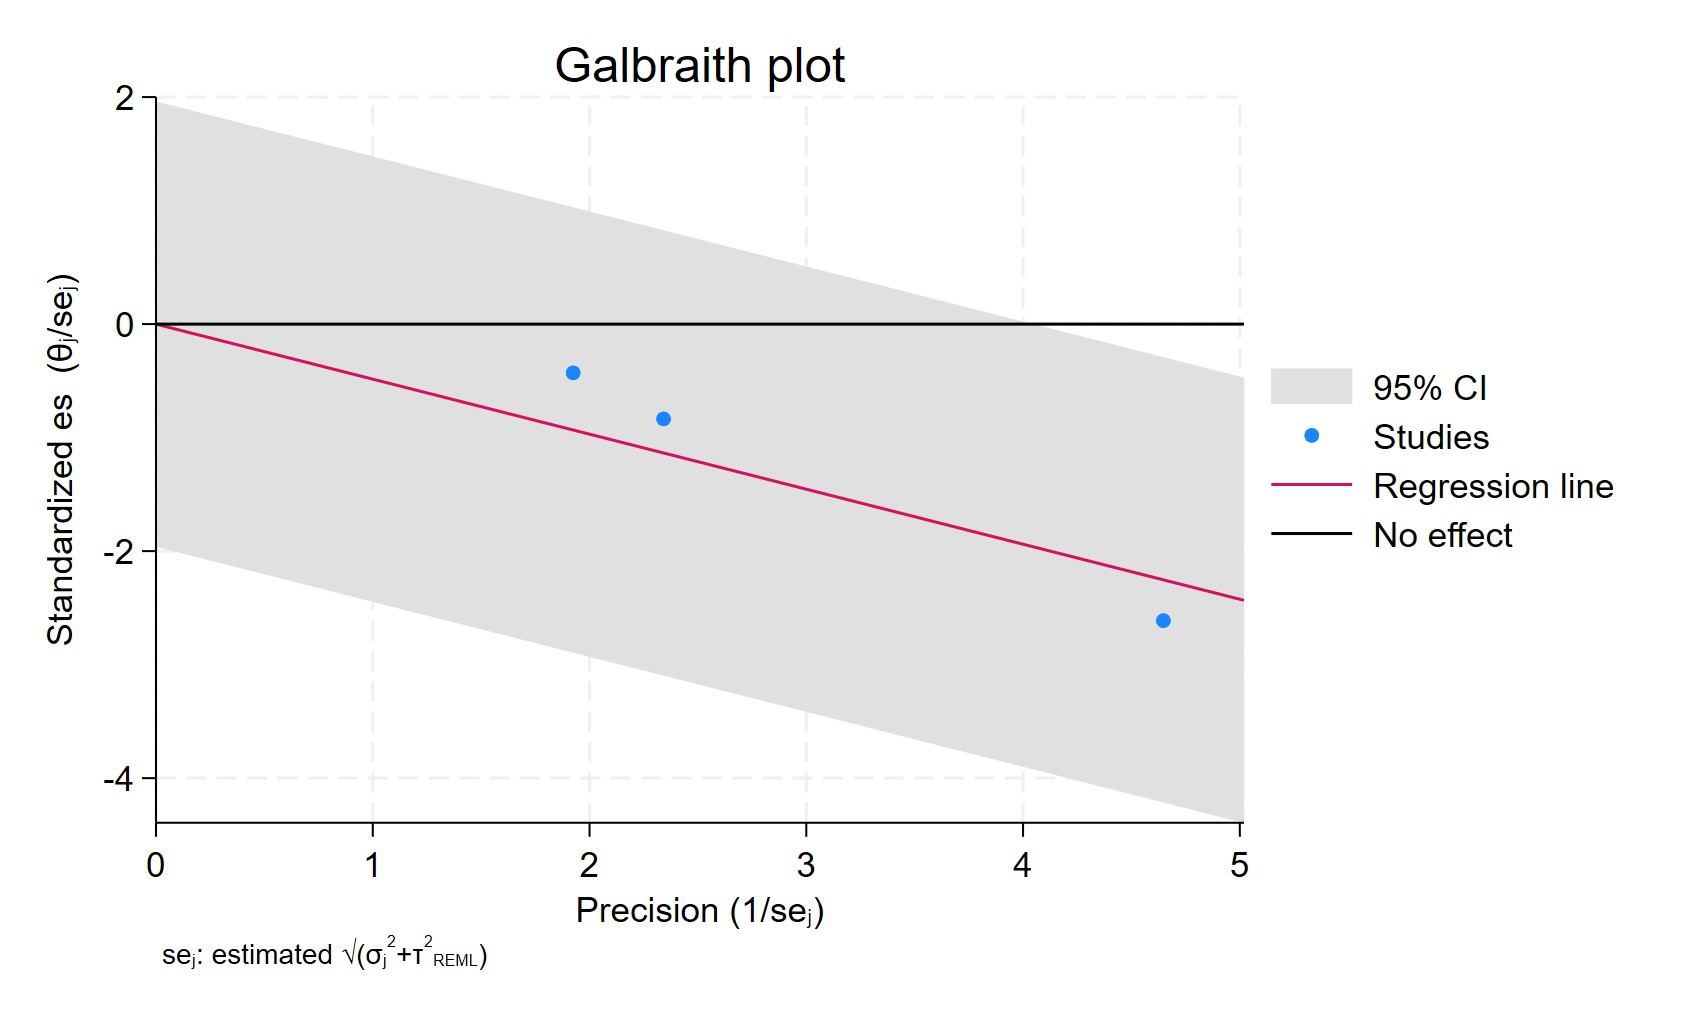 Galbraith plot
2
0
-2
-4
Standardized es (θⱼ/seⱼ)
0 1 2 3 4 5
Precision (1/seⱼ)
95% CI
Studies
Regression line
No effect
seⱼ: estimated √(σⱼ²+τ²REML)